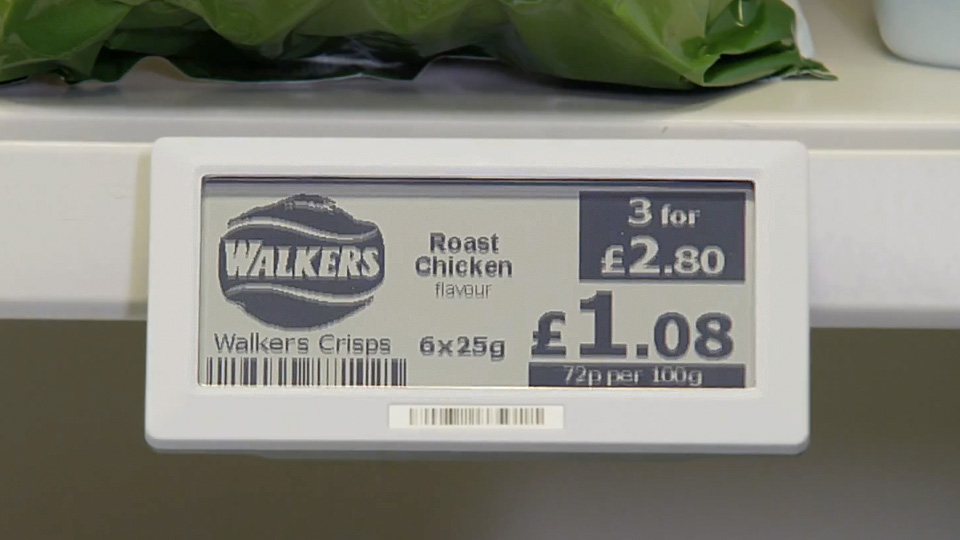 WALKERS
Walkers Crisps
Roast
Chicken
flavour
6x25g
3 for
£2.80
£1.08
72p per 100g